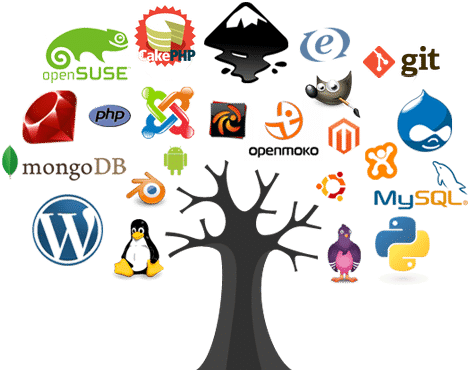 openSUSE
CakePHP
e
git
php
openmoko
mongoDB
MySQL®
W